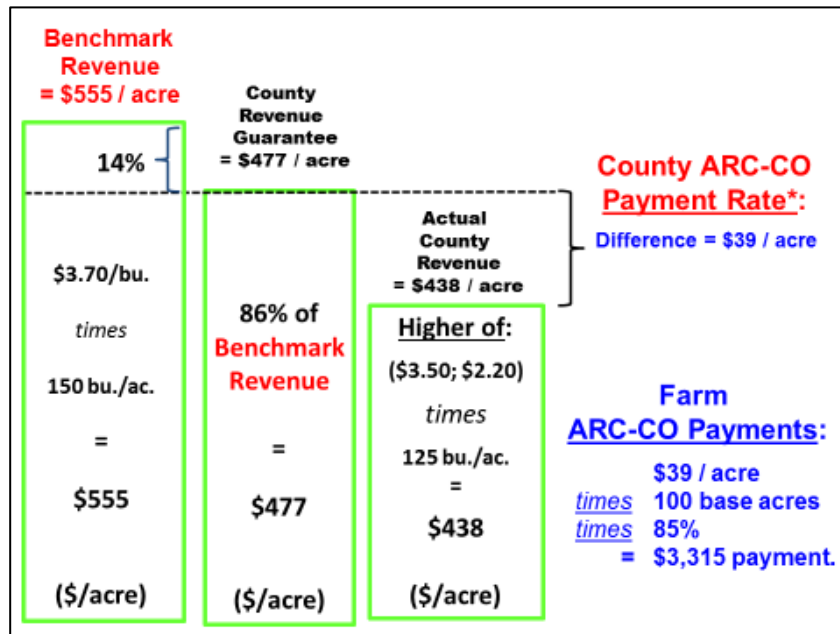 Benchmark
Revenue
= $555 / acre
14%
$3.70/bu.
times
150 bu./ac.
=
$555
($/acre)
County
Revenue
Guarantee
= $477 / acre
86% of
Benchmark
Revenue
=
$477
($/acre)
Actual
County
Revenue
= $438 / acre
Higher of:
($3.50; $2.20)
times
125 bu./ac.
=
$438
($/acre)
County ARC-CO
Payment Rate*:
Difference = $39 / acre
Farm
ARC-CO Payments:
$39 / acre
times 100 base acres
times 85%
= $3,315 payment.